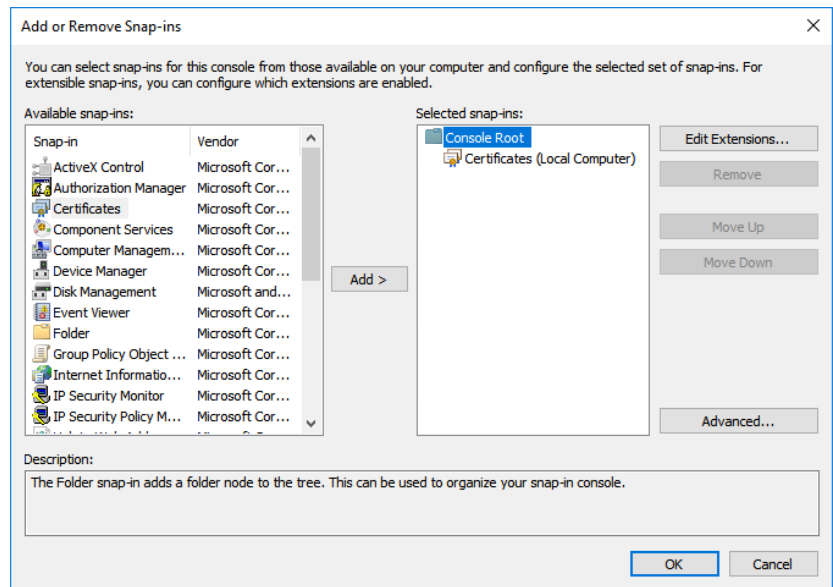 Add or Remove Snap-ins
You can select snap-ins for this console from those available on your computer and configure the selected set of snap-ins. For
extensible snap-ins, you can configure which extensions are enabled.
Available snap-ins:
Selected snap-ins:
Snap-in Vendor
ActiveX Control Microsoft Cor...
Authorization Manager Microsoft Cor...
Certificates Microsoft Cor...
Component Services Microsoft Cor...
Computer Managem... Microsoft Cor...
Device Manager Microsoft Cor...
Disk Management Microsoft and...
Event Viewer Microsoft Cor...
Folder Microsoft Cor...
Group Policy Object ... Microsoft Cor...
Internet Informatio... Microsoft Cor...
IP Security Monitor Microsoft Cor...
IP Security Policy M... Microsoft Cor...
Add >
Console Root
Certificates (Local Computer)
Edit Extensions...
Remove
Move Up
Move Down
Advanced...
Description:
The Folder snap-in adds a folder node to the tree. This can be used to organize your snap-in console.
OK Cancel